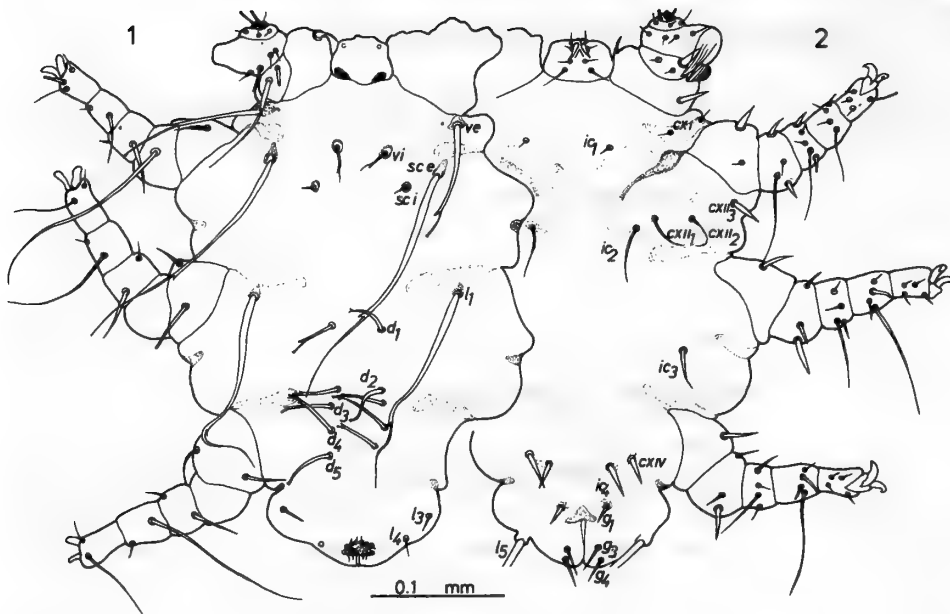 1
2
ve
vi
sce
sci
cx1
ic1
cxII3
cxII1
cxII2
ic2
l1
d1
d2
d3
d4
d5
ic3
cxIV
ic4
g1
l3
l4
l5
g3
g4
0.1 mm